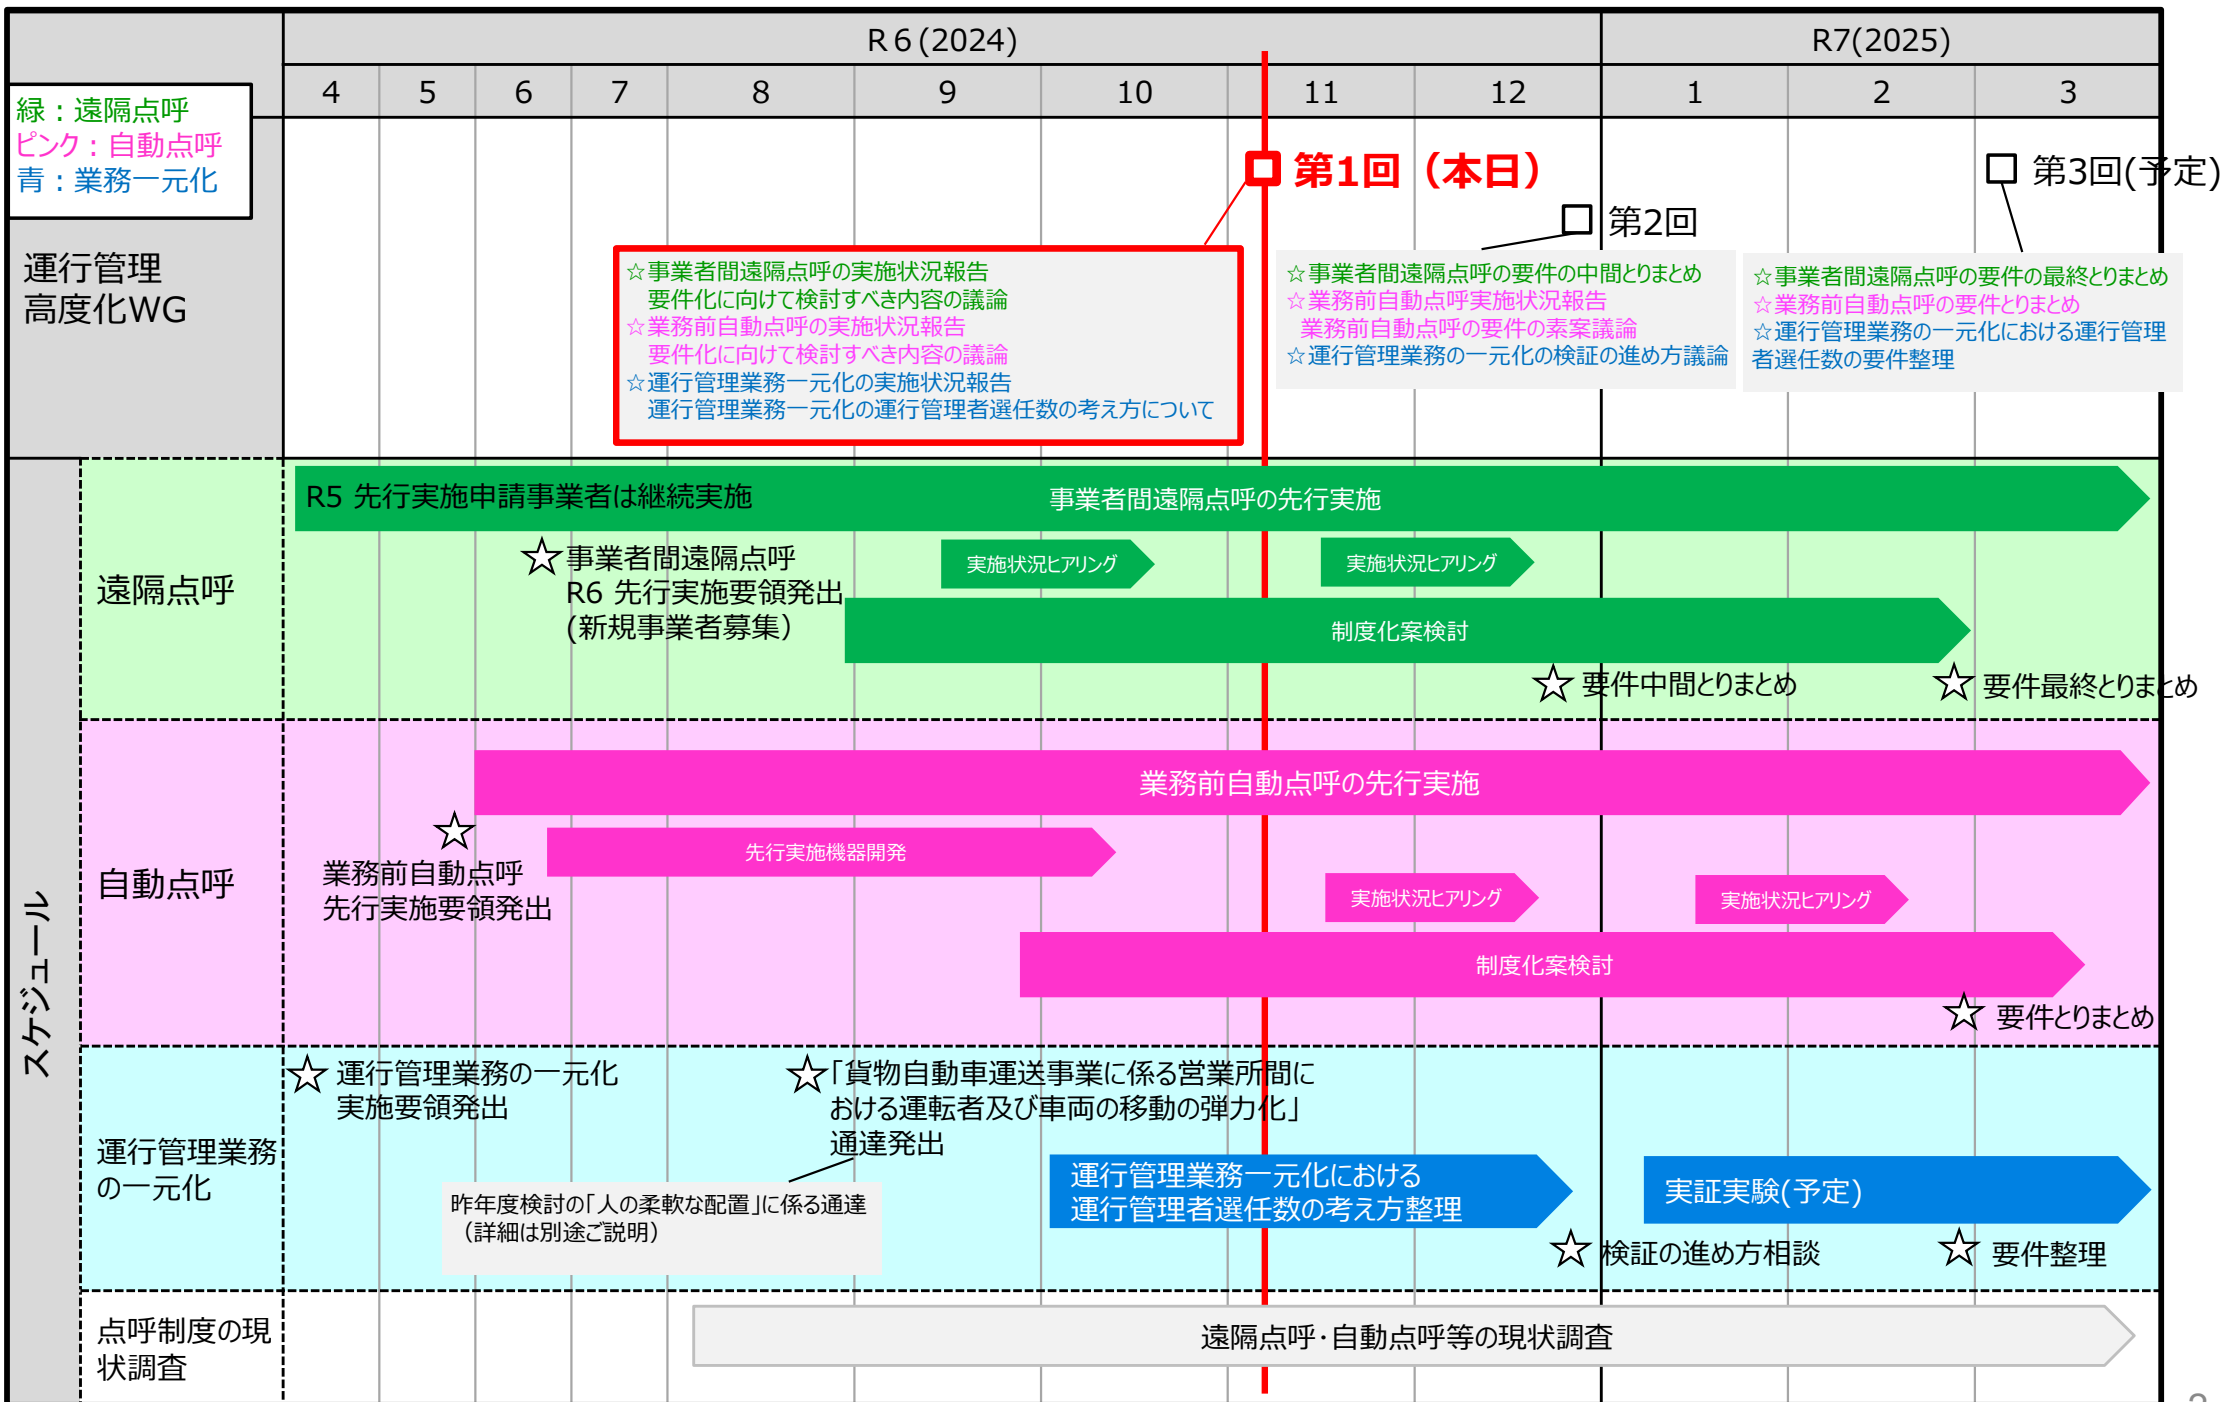 R６(2024)
R7(2025)
4
5
6
7
8
9
10
11
12
1
2
3
緑：遠隔点呼
ピンク：自動点呼
青：業務一元化
運行管理
高度化WG
第1回（本日）
第2回
第3回(予定)
☆事業者間遠隔点呼の実施状況報告
要件化に向けて検討すべき内容の議論
☆業務前自動点呼の実施状況報告
要件化に向けて検討すべき内容の議論
☆運行管理業務一元化の実施状況報告
運行管理業務一元化の運行管理者選任数の考え方について
☆事業者間遠隔点呼の要件の中間とりまとめ
☆業務前自動点呼実施状況報告
業務前自動点呼の要件の素案議論
☆運行管理業務の一元化の検証の進め方議論
☆事業者間遠隔点呼の要件の最終とりまとめ
☆業務前自動点呼の要件とりまとめ
☆運行管理業務の一元化における運行管理
者選任数の要件整理
スケジュール
遠隔点呼
R5 先行実施申請事業者は継続実施
事業者間遠隔点呼の先行実施
事業者間遠隔点呼
R6 先行実施要領発出
(新規事業者募集）
実施状況ヒアリング
実施状況ヒアリング
制度化案検討
要件中間とりまとめ
要件最終とりまとめ
自動点呼
業務前自動点呼の先行実施
業務前自動点呼
先行実施要領発出
先行実施機器開発
実施状況ヒアリング
実施状況ヒアリング
制度化案検討
要件とりまとめ
運行管理業務
の一元化
運行管理業務の一元化
実施要領発出
「貨物自動車運送事業に係る営業所間に
おける運転者及び車両の移動の弾力化」
通達発出
昨年度検討の「人の柔軟な配置」に係る通達
（詳細は別途ご説明）
運行管理業務一元化における
運行管理者選任数の考え方整理
実証実験(予定)
検証の進め方相談
要件整理
点呼制度の現
状調査
遠隔点呼･自動点呼等の現状調査